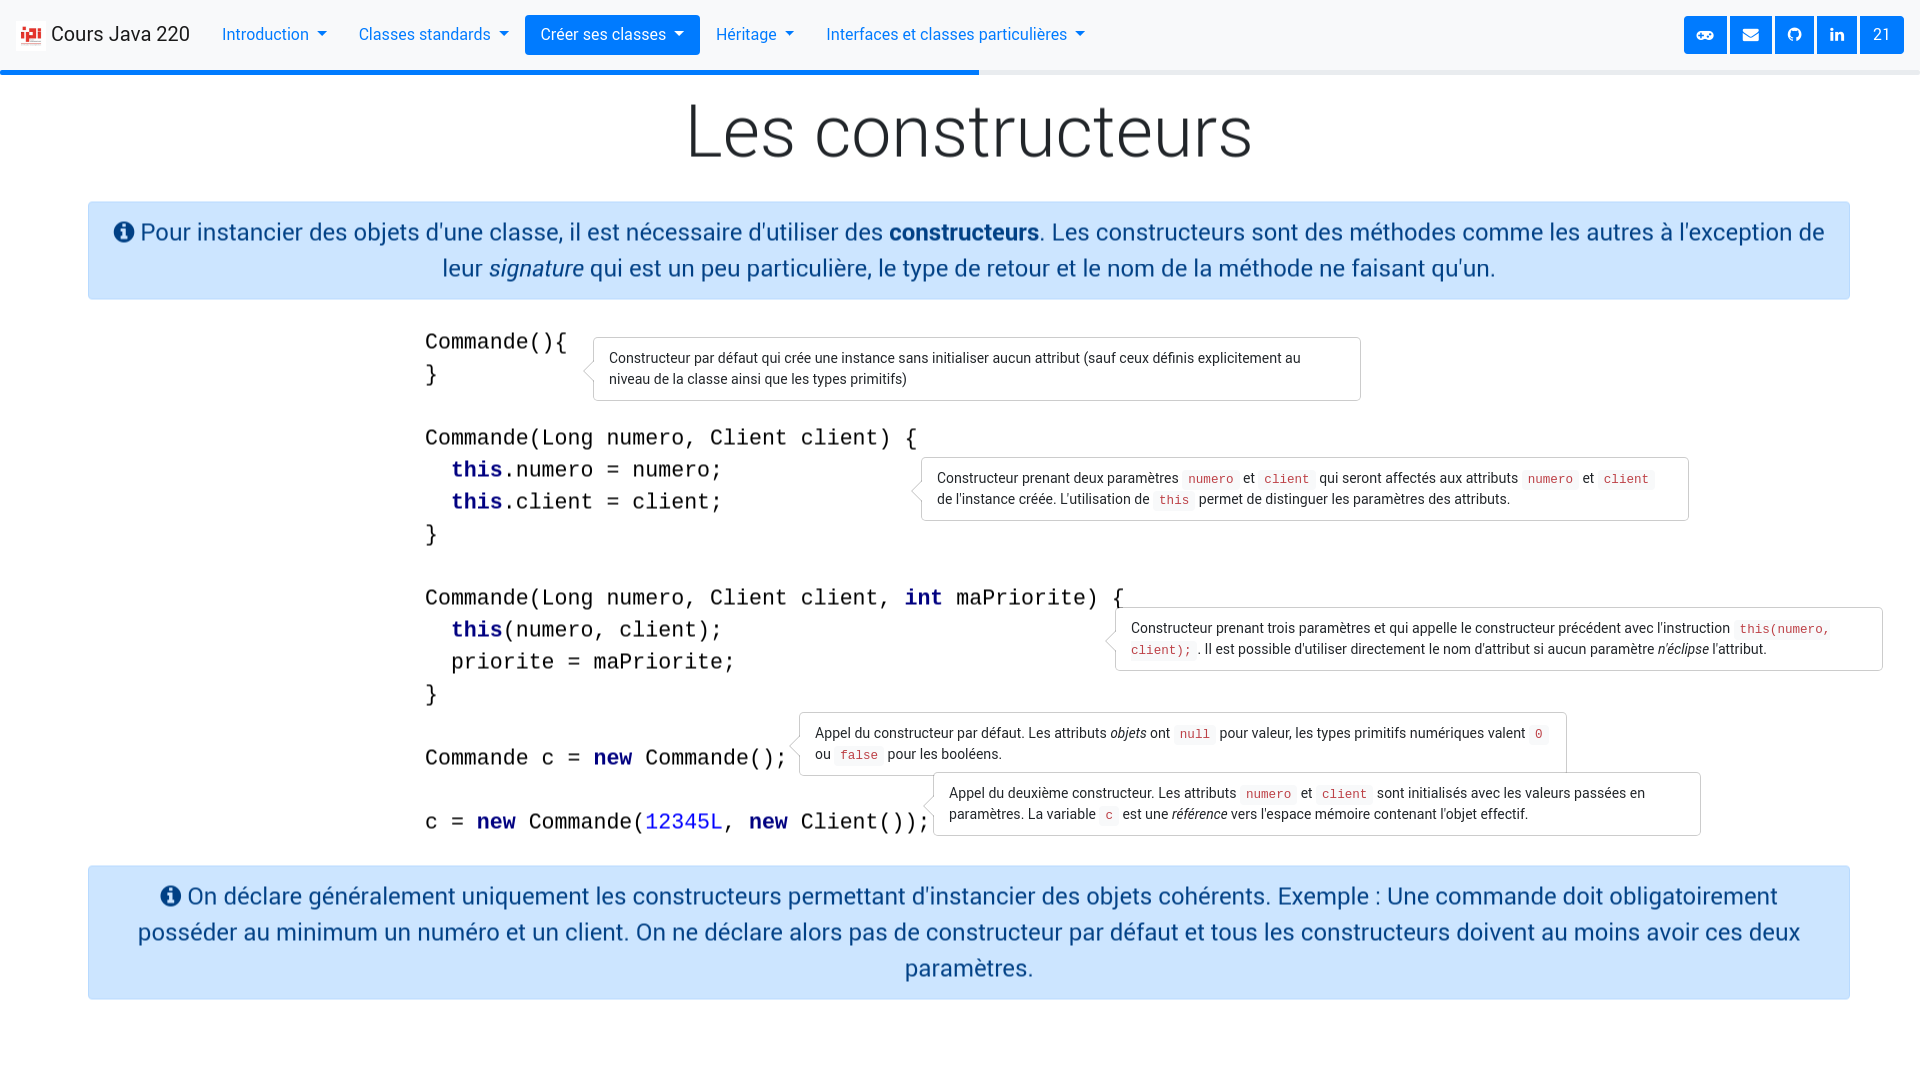 ipi Cours Java 220 Introduction Classes standards Créer ses classes Héritage Interfaces et classes particulières 21
Les constructeurs
Pour instancier des objets d'une classe, il est nécessaire d'utiliser des constructeurs. Les constructeurs sont des méthodes comme les autres à l'exception de
leur signature qui est un peu particulière, le type de retour et le nom de la méthode ne faisant qu'un.
Commande(){
}
Constructeur par défaut qui crée une instance sans initialiser aucun attribut (sauf ceux définis explicitement au
niveau de la classe ainsi que les types primitifs)
Commande(Long numero, Client client) {
this.numero = numero;
this.client = client;
}
Constructeur prenant deux paramètres numero et client qui seront affectés aux attributs numero et client
de l'instance créée. L'utilisation de this permet de distinguer les paramètres des attributs.
Commande(Long numero, Client client, int maPriorite) {
this(numero, client);
priorite = maPriorite;
}
Constructeur prenant trois paramètres et qui appelle le constructeur précédent avec l'instruction this(numero,
client); . Il est possible d'utiliser directement le nom d'attribut si aucun paramètre n'éclipse l'attribut.
Commande c = new Commande();
Appel du constructeur par défaut. Les attributs objets ont null pour valeur, les types primitifs numériques valent 0
ou false pour les booléens.
c = new Commande(12345L, new Client());
Appel du deuxième constructeur. Les attributs numero et client sont initialisés avec les valeurs passées en
paramètres. La variable c est une référence vers l'espace mémoire contenant l'objet effectif.
On déclare généralement uniquement les constructeurs permettant d'instancier des objets cohérents. Exemple : Une commande doit obligatoirement
posséder au minimum un numéro et un client. On ne déclare alors pas de constructeur par défaut et tous les constructeurs doivent au moins avoir ces deux
paramètres.